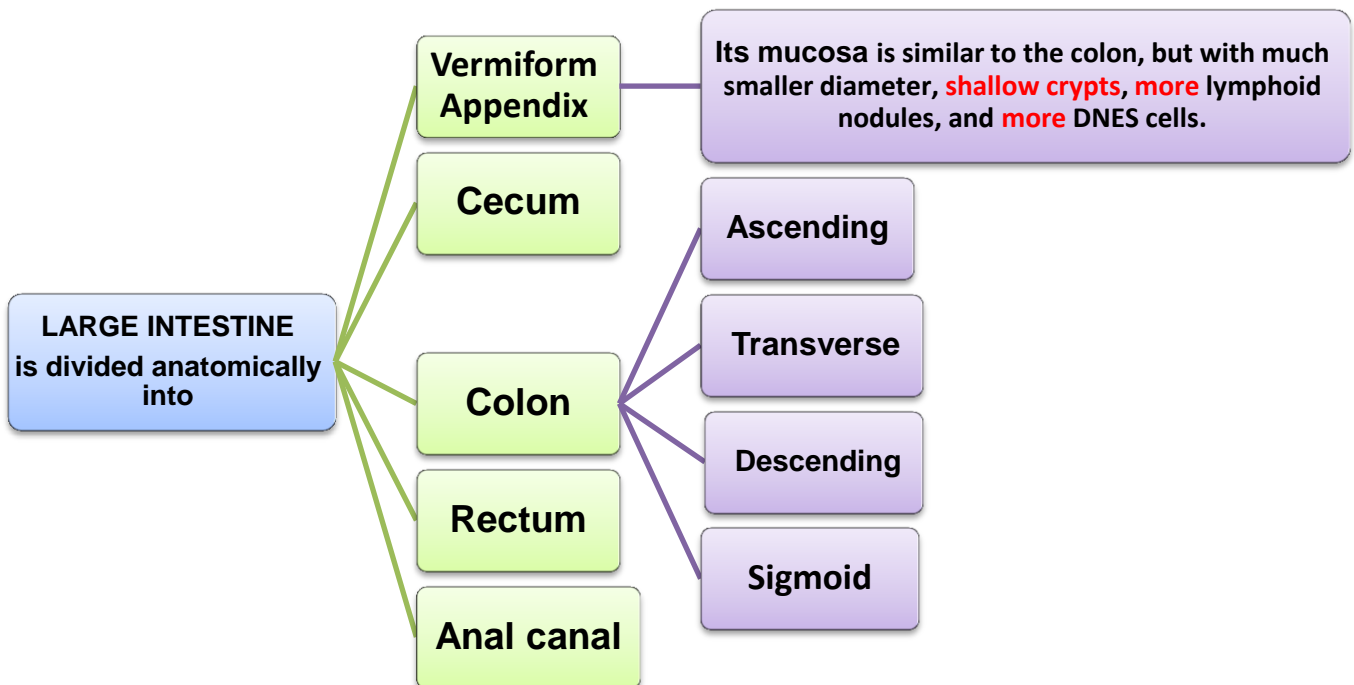 LARGE INTESTINE
is divided anatomically
into
Vermiform
Appendix
Its mucosa is similar to the colon, but with much
smaller diameter, shallow crypts, more lymphoid
nodules, and more DNES cells.
Cecum
Colon
Ascending
Transverse
Descending
Sigmoid
Rectum
Anal canal